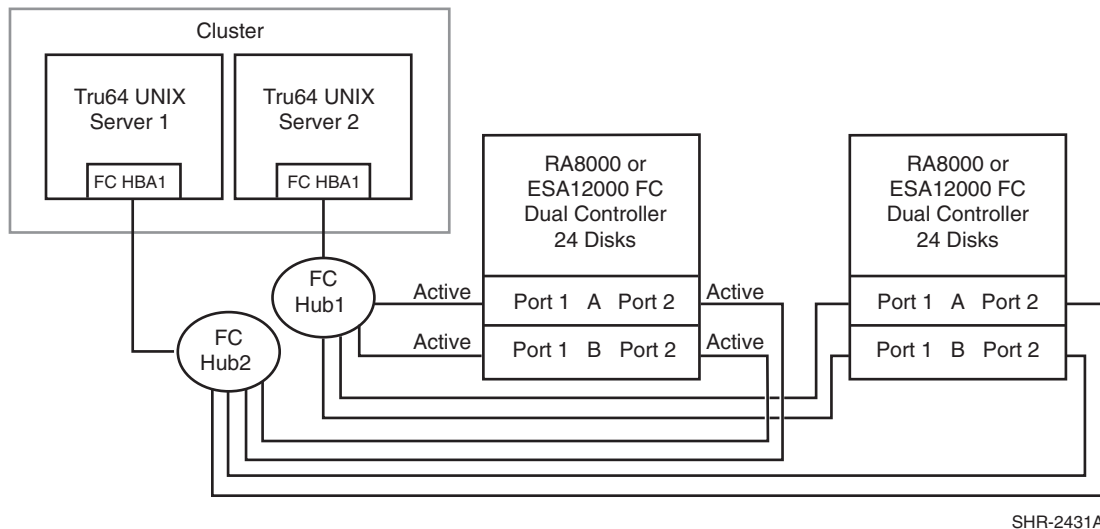 Cluster
Tru64 UNIX
Server 1
FC HBA1
Tru64 UNIX
Server 2
FC HBA1
FC
Hub1
FC
Hub2
RA8000 or
ESA12000 FC
Dual Controller
24 Disks
Active
Port 1 A Port 2
Active
Active
Port 1 B Port 2
Active
RA8000 or
ESA12000 FC
Dual Controller
24 Disks
Port 1 A Port 2
Port 1 B Port 2
SHR-2431A